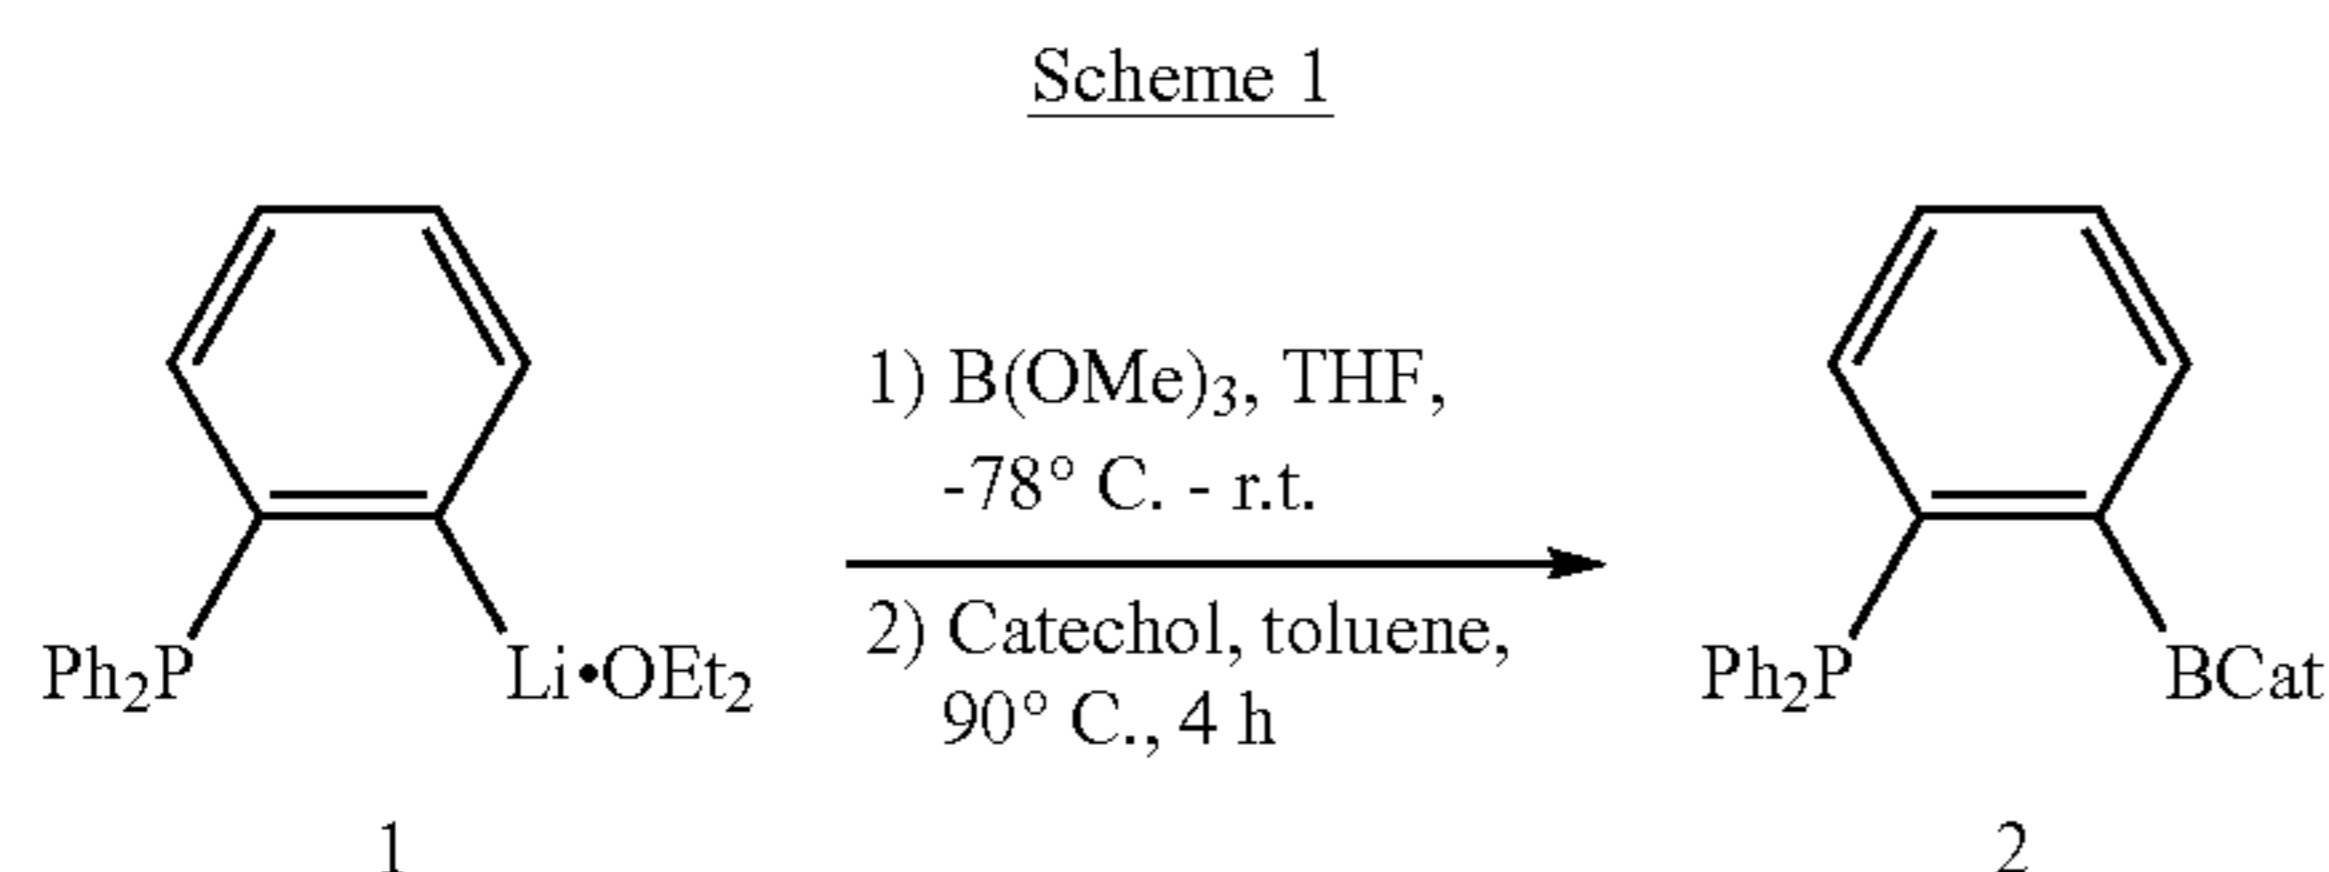 Scheme 1
1) B(OMe)3, THF,
-78° C. - r.t.
2) Catechol, toluene,
90° C., 4 h
Ph2P
Li•OEt2
Ph2P
BCat
1
2